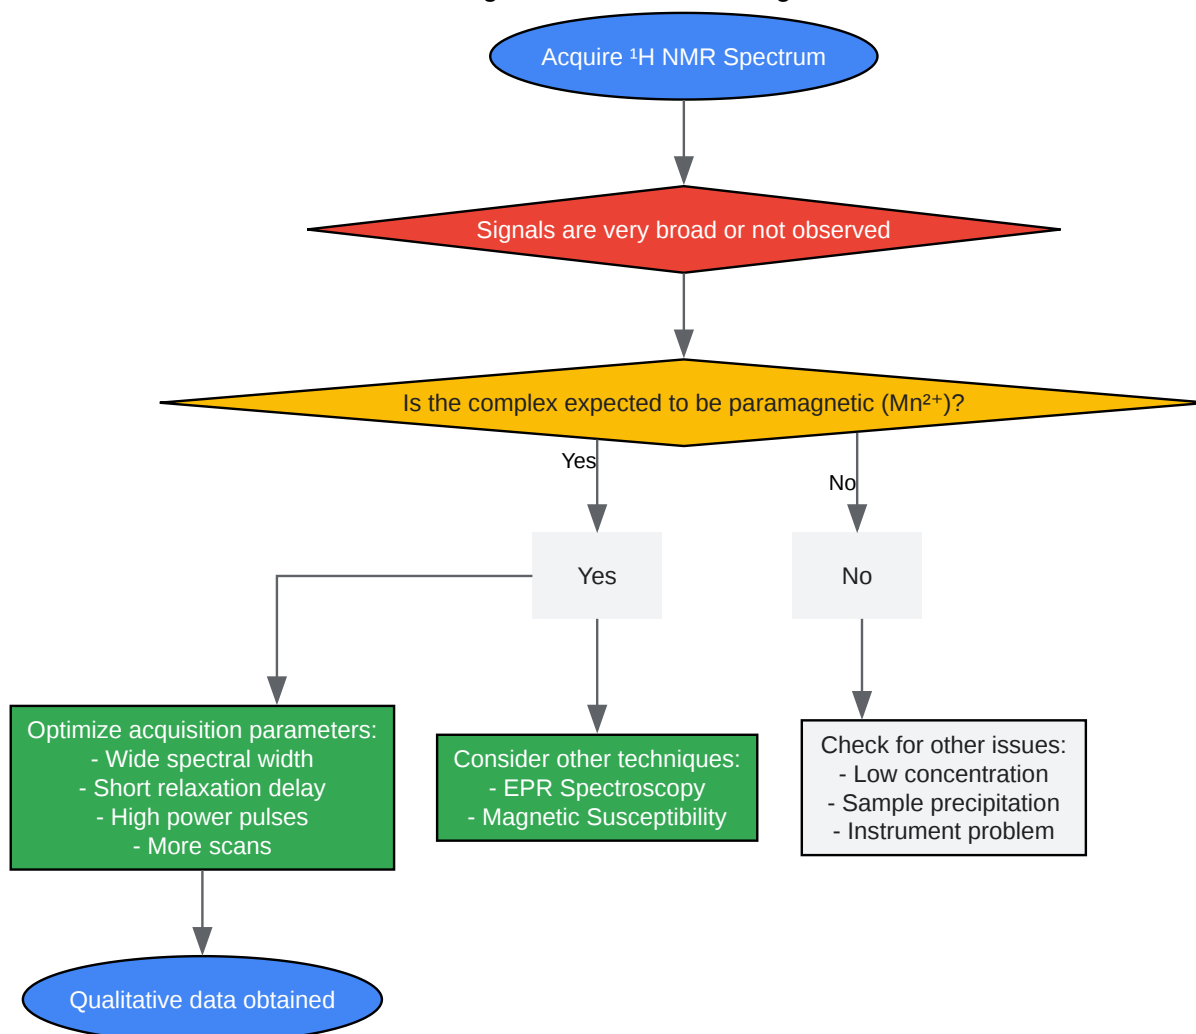 Acquire ¹H NMR Spectrum
Signals are very broad or not observed
Is the complex expected to be paramagnetic (Mn²⁺)?
Yes
No
Yes
No
Optimize acquisition parameters:
- Wide spectral width
- Short relaxation delay
- High power pulses
- More scans
Consider other techniques:
- EPR Spectroscopy
- Magnetic Susceptibility
Check for other issues:
- Low concentration
- Sample precipitation
- Instrument problem
Qualitative data obtained